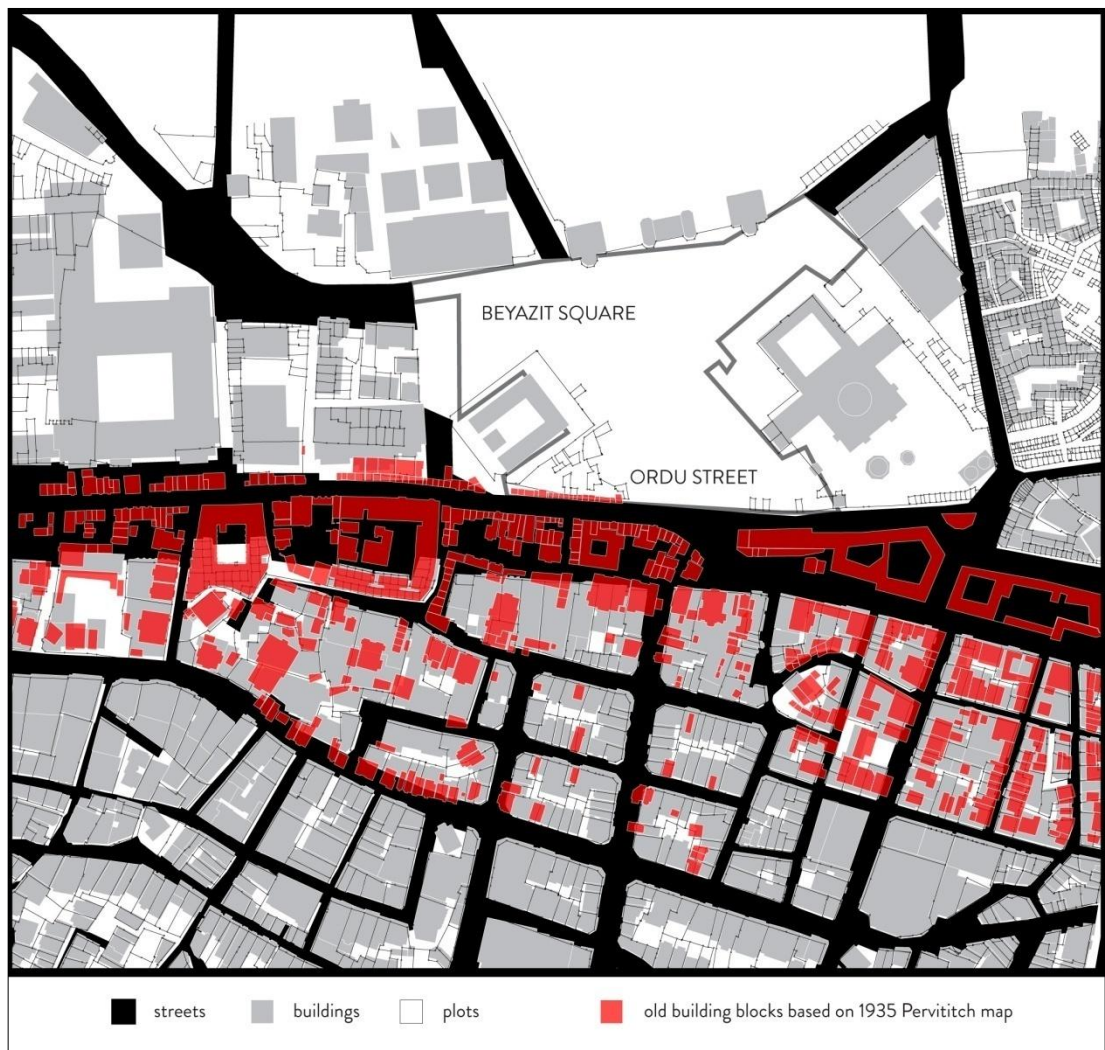 BEYAZIT SQUARE
ORDU STREET
streets
buildings
plots
old building blocks based on 1935 Pervititch map